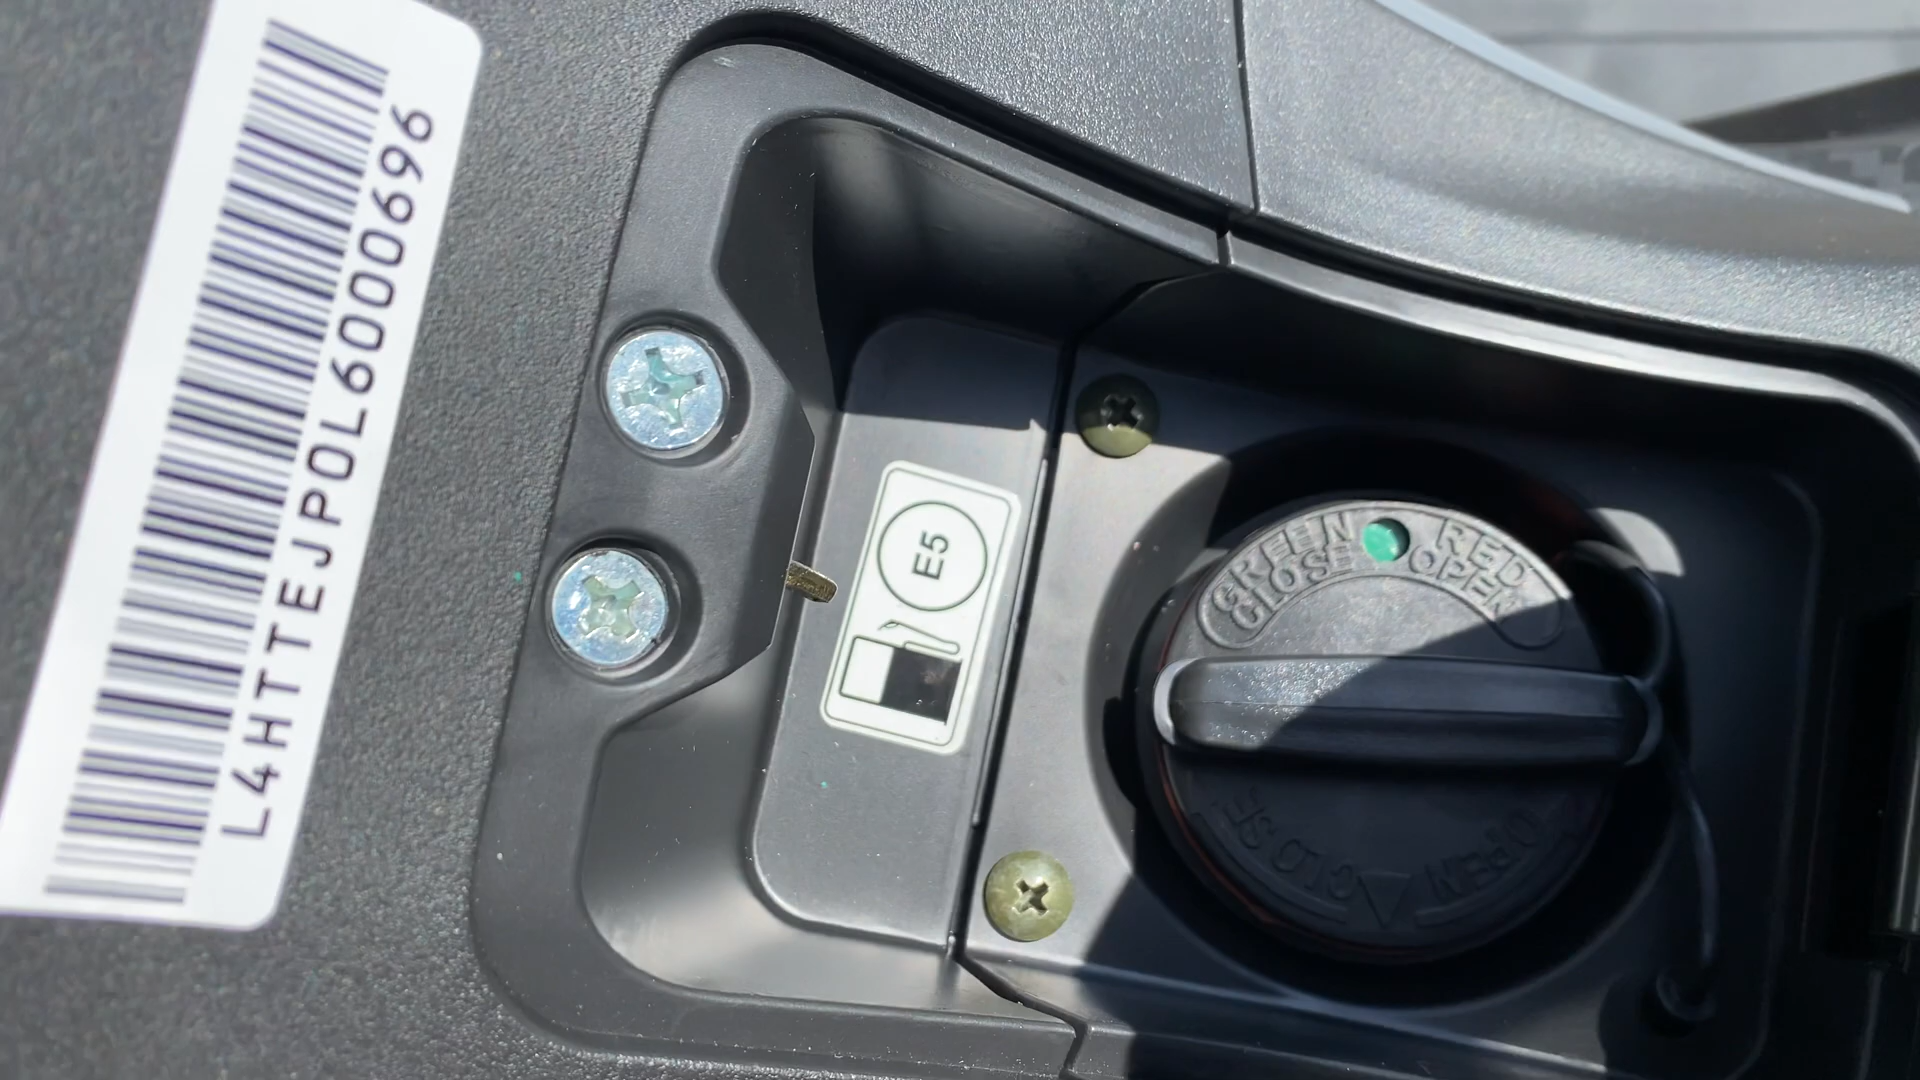 L4HTTEJP0L6000696
E5
GREEN
CLOSE
RED
OPEN
CLOSE
OPEN